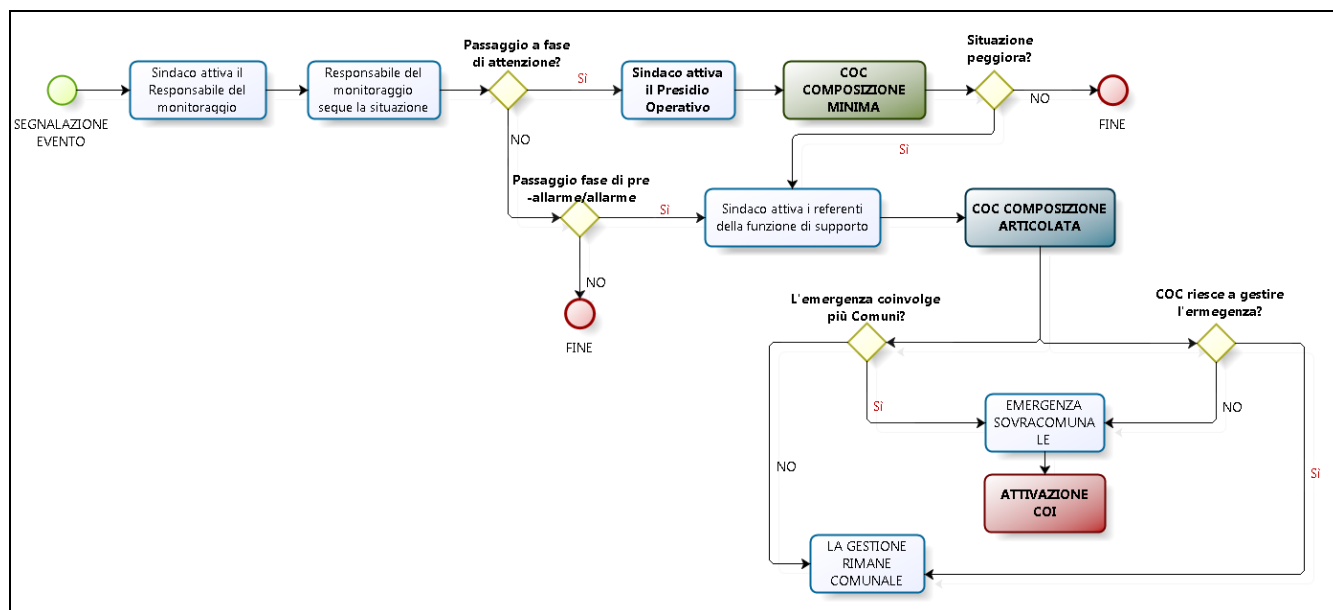 SEGNALAZIONE
EVENTO
Sindaco attiva il
Responsabile del
monitoraggio
Responsabile del
monitoraggio
segue la situazione
Passaggio a fase
di attenzione?
Sì
NO
Sindaco attiva
il Presidio
Operativo
COC
COMPOSIZIONE
MINIMA
Situazione
peggiora?
NO
FINE
Sì
Passaggio fase di pre
-allarme/allarme
Sì
NO
FINE
Sindaco attiva i referenti
della funzione di supporto
COC COMPOSIZIONE
ARTICOLATA
L'emergenza coinvolge
più Comuni?
COC riesce a gestire
l'ermegenza?
Sì
NO
EMERGENZA
SOVRACOMUNA
LE
NO
Sì
ATTIVAZIONE
COI
LA GESTIONE
RIMANE
COMUNALE